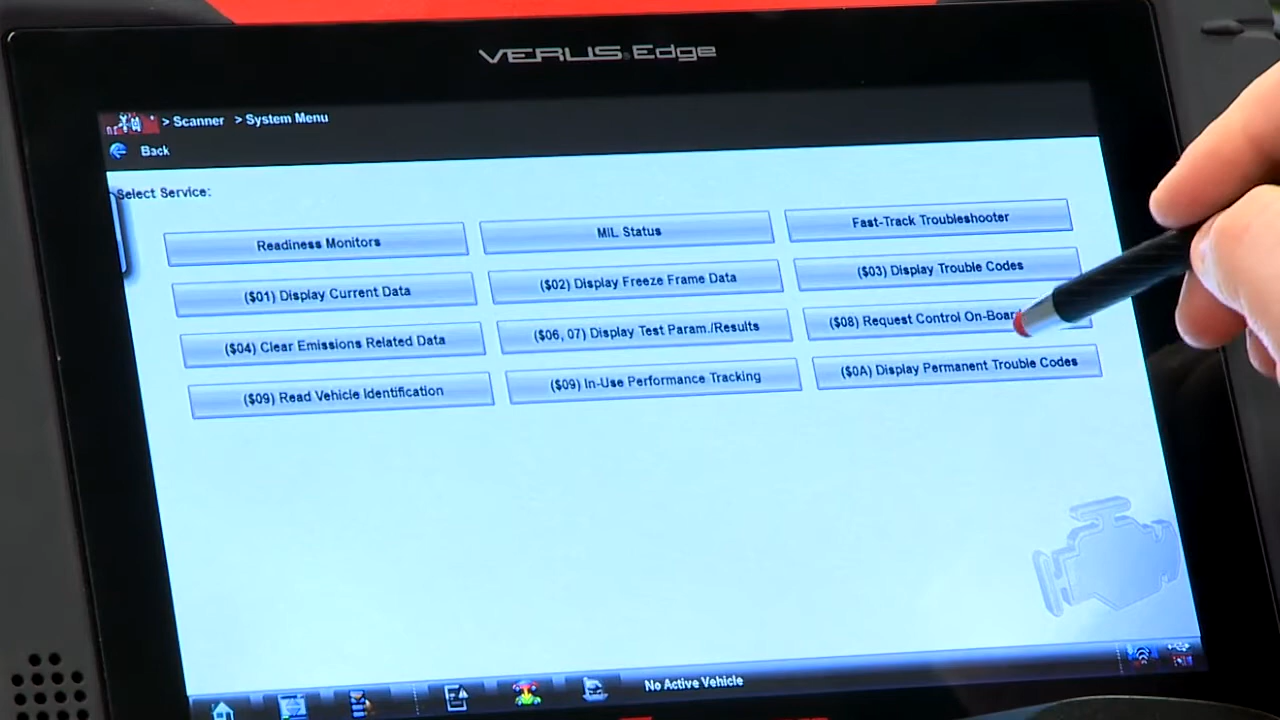 VERUS Edge
> Scanner > System Menu
Back
Select Service:
Readiness Monitors
MIL Status
Fast-Track Troubleshooter
($01) Display Current Data
($02) Display Freeze Frame Data
($03) Display Trouble Codes
($04) Clear Emissions Related Data
($06, 07) Display Test Param./Results
($08) Request Control On-Board
($09) Read Vehicle Identification
($09) In-Use Performance Tracking
($0A) Display Permanent Trouble Codes
No Active Vehicle